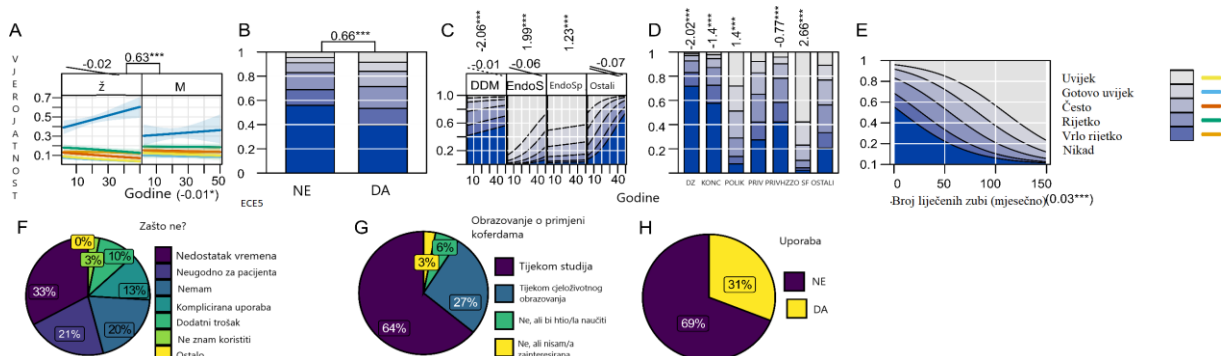 A
VJEROJATNOST
-0.02
0.63***
ž
M
0.7
0.5
0.3
0.1
10 30 10 30 50
Godine (-0.01*)
B
0.66***
1
0.8
0.6
0.4
0.2
0
NE
DA
ECE5
C
-2.06***
1.99***
1.23***
-0.01
-0.06
-0.07
DDM
EndoS
EndoSp
Ostali
1
0.8
0.6
0.4
0.2
10 40 10 40 10 40 10 40
Godine
D
-2.02***
-1.4***
1.4***
-0.77***
2.66***
1
0.8
0.6
0.4
0.2
DZ
KONC
POLIK
PRIV
PRIVHZZO
SF
OSTALI
E
1
0.8
0.6
0.4
0.2
0.1
0 50 100 150
-Broj liječenih zubi (mjesečno)(0.03***)
Uvijek
Gotovo uvijek
Često
Rijetko
Vrlo rijetko
Nikad
F
Zašto ne?
0%
3%
10%
13%
20%
21%
33%
Nedostatak vremena
Neugodno za pacijenta
Nemam
Komplicirana uporaba
Dodatni trošak
Ne znam koristiti
Ostalo
G
Obrazovanje o primjeni
koferdama
3%
6%
27%
64%
Tijekom studija
Tijekom cjeloživotnog
obrazovanja
Ne, ali bi htio/la naučiti
Ne, ali nisam/a
zainteresirana
H
Uporaba
31%
69%
NE
DA